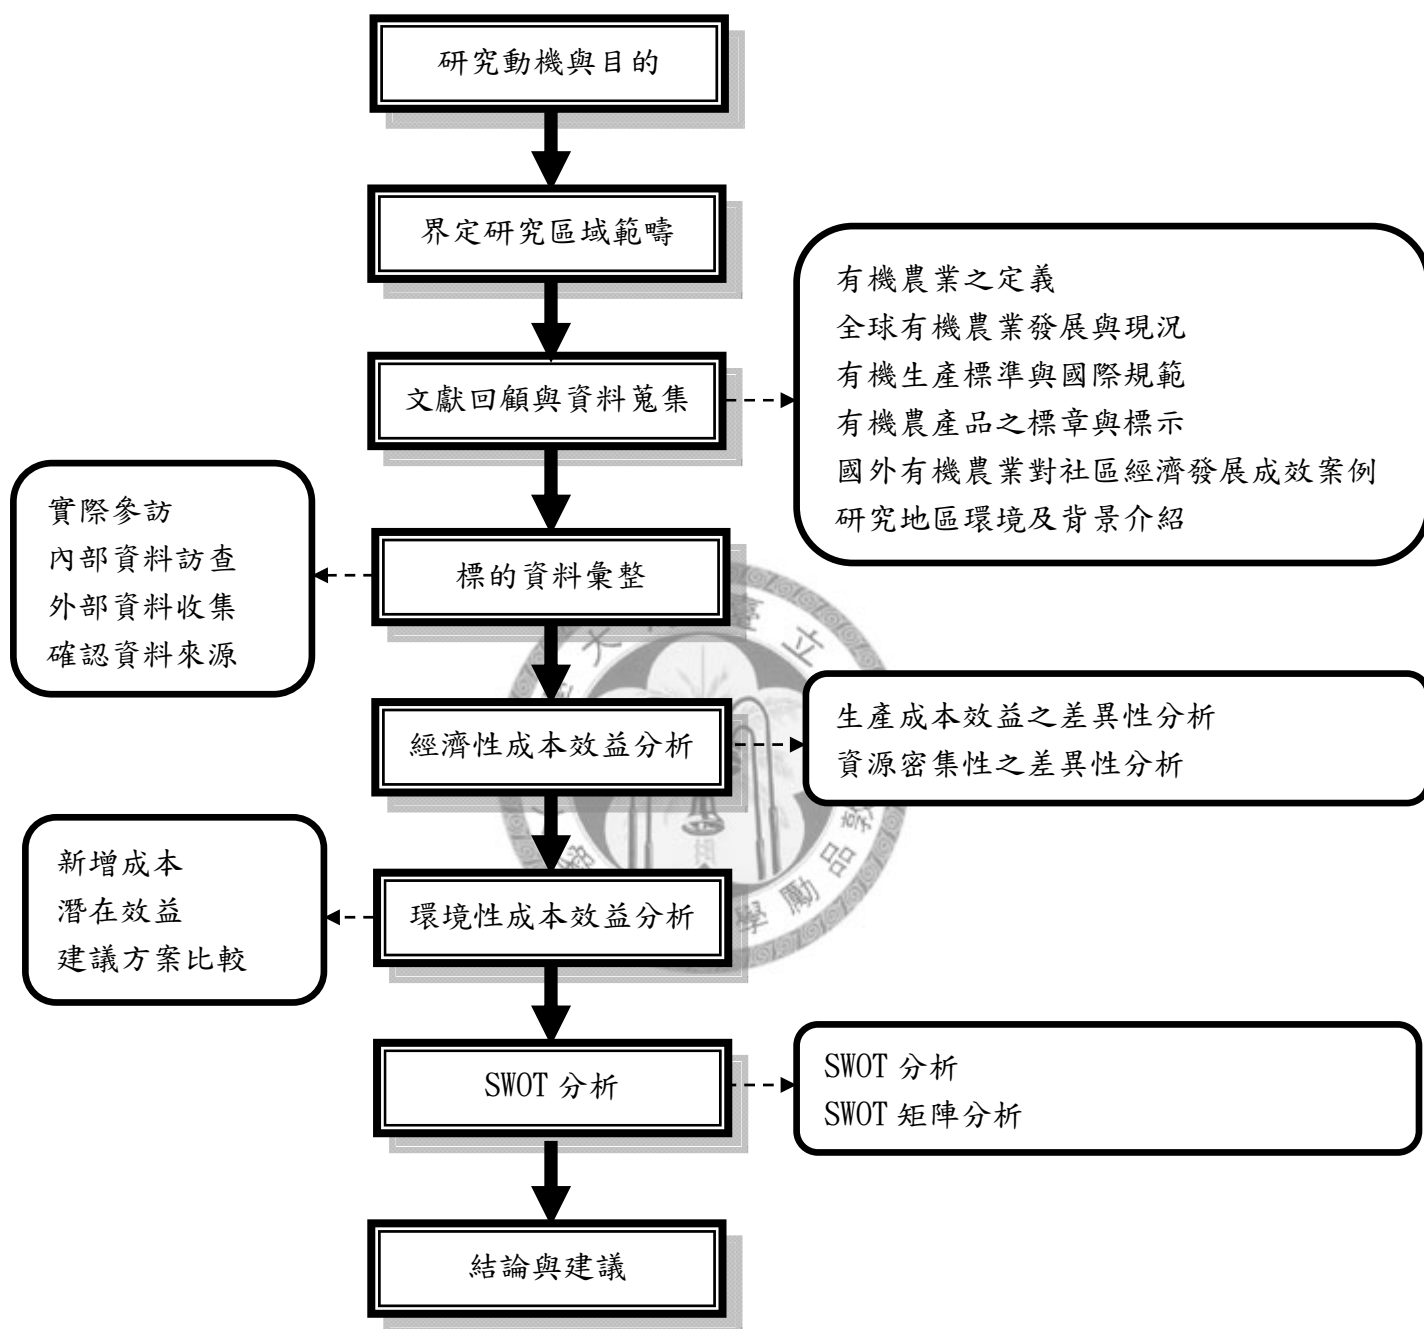 研究動機與目的
界定研究區域範疇
文獻回顧與資料蒐集
有機農業之定義
全球有機農業發展與現況
有機生產標準與國際規範
有機農產品之標章與標示
國外有機農業對社區經濟發展成效案例
研究地區環境及背景介紹
標的資料彙整
實際參訪
內部資料訪查
外部資料收集
確認資料來源
經濟性成本效益分析
生產成本效益之差異性分析
資源密集性之差異性分析
環境性成本效益分析
新增成本
潛在效益
建議方案比較
SWOT 分析
SWOT 分析
SWOT 矩陣分析
結論與建議